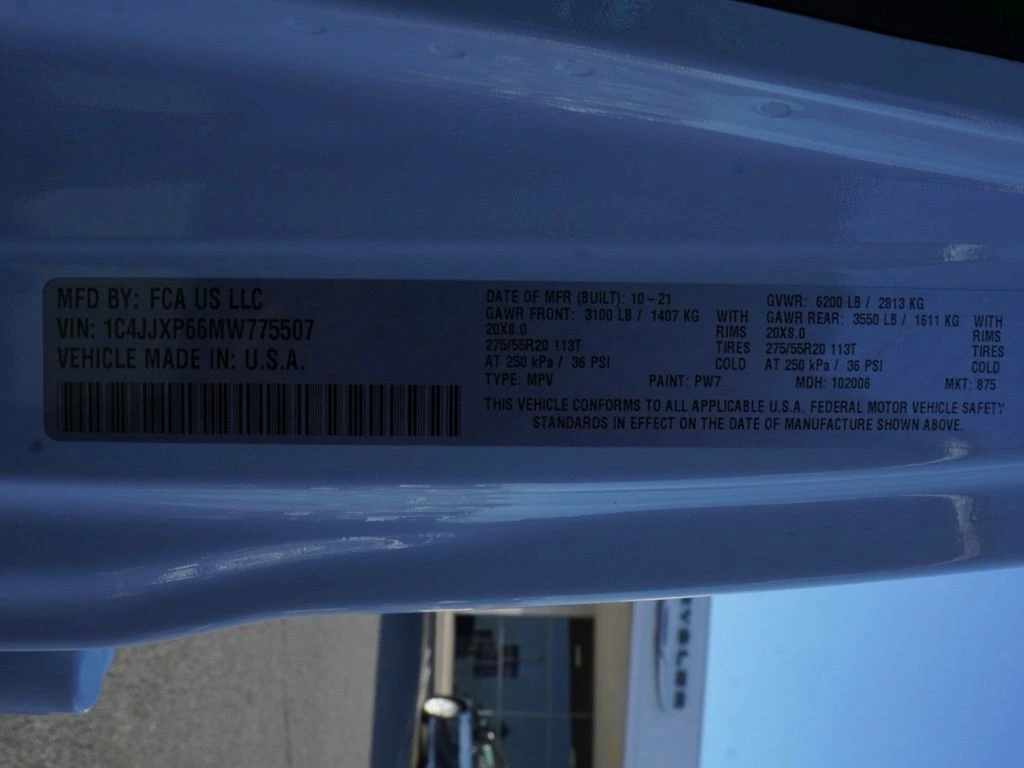 MFD BY: FCA US LLC
VIN: 1C4JJXP66MW775507
VEHICLE MADE IN: U.S.A.
DATE OF MFR (BUILT): 10-21
GAWR FRONT: 3100 LB / 1407 KG WITH
20X8.0 RIMS
275/55R20 113T TIRES
AT 250 kPa / 36 PSI COLD
GVWR: 6200 LB / 2813 KG
GAWR REAR: 3550 LB / 1611 KG WITH
20X8.0 RIMS
275/55R20 113T TIRES
AT 250 kPa / 36 PSI COLD
TYPE: MPV PAINT: PW7 MDH: 102006 MKT: 875
THIS VEHICLE CONFORMS TO ALL APPLICABLE U.S.A. FEDERAL MOTOR VEHICLE SAFETY
STANDARDS IN EFFECT ON THE DATE OF MANUFACTURE SHOWN ABOVE.
YSLER